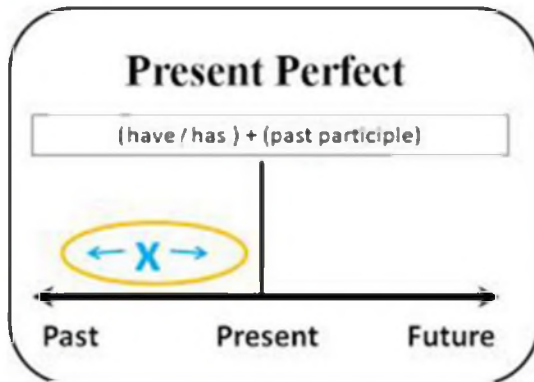 Present Perfect
(have / has ) + (past participle)
X
Past Present Future